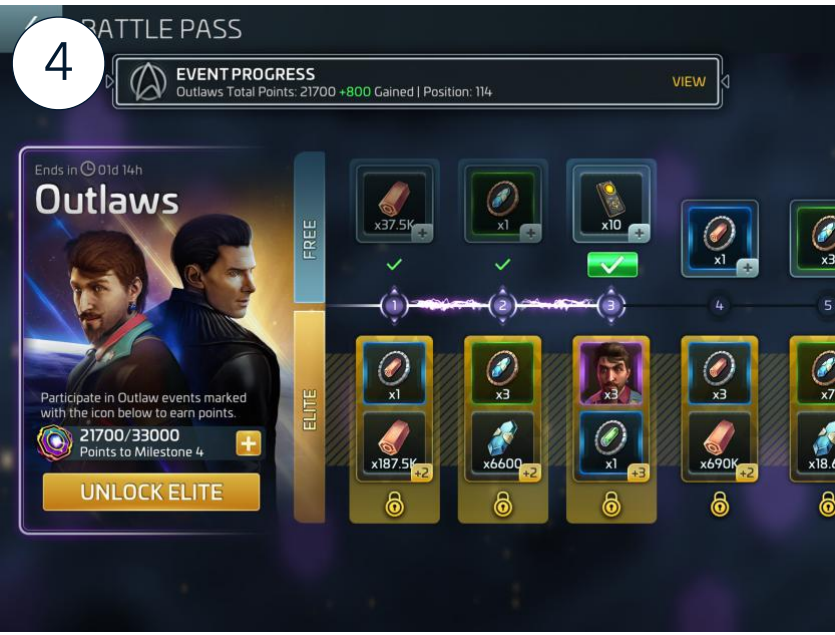 4
BATTLE PASS
EVENT PROGRESS
Outlaws Total Points: 21700 +800 Gained | Position: 114
VIEW
Ends in 01d 14h
Outlaws
Participate in Outlaw events marked
with the icon below to earn points.
21700/33000
Points to Milestone 4
+
UNLOCK ELITE
FREE
x37.5K +
x1 +
x10 +
x1 +
x3
1 2 3 4 5
ELITE
x1
x3
x3
x3
x7
x187.5K +2
x6600 +2
x1 +3
x690K +2